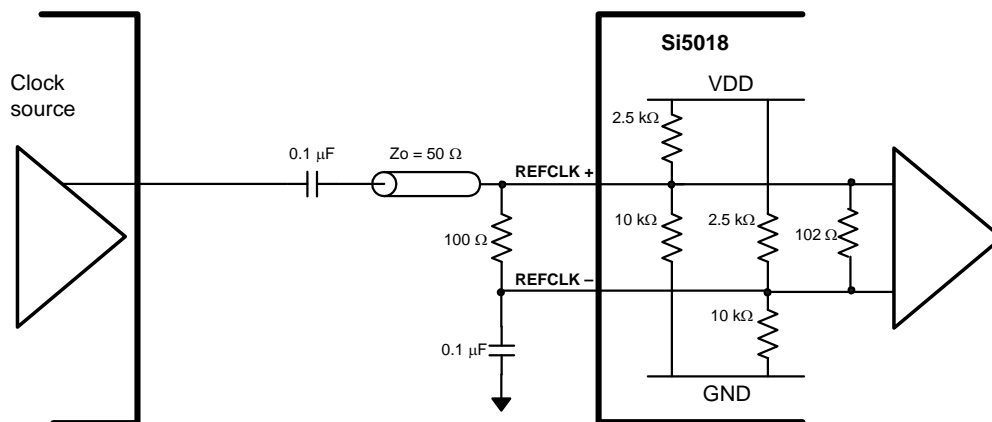 Si5018
Clock
source
VDD
2.5 kΩ
0.1 μF
Zo = 50 Ω
REFCLK +
10 kΩ
2.5 kΩ
102 Ω
100 Ω
REFCLK –
10 kΩ
0.1 μF
GND